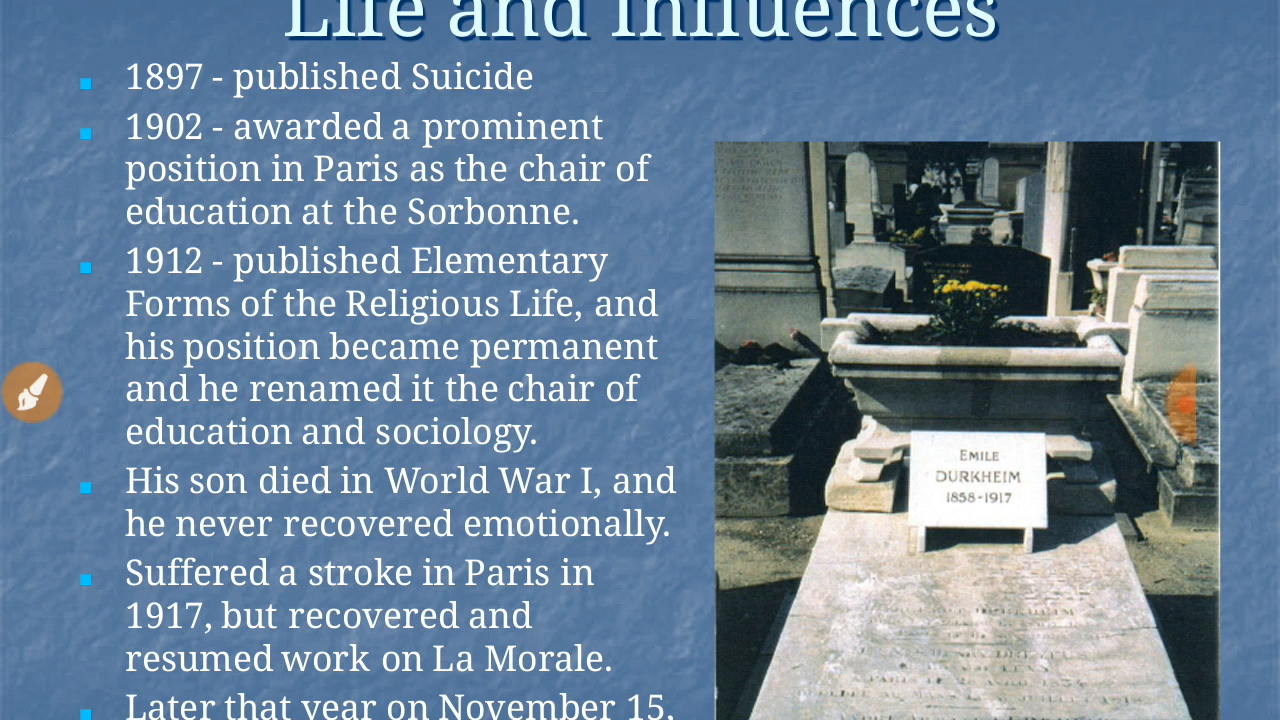 Life and Influences
1897 - published Suicide
1902 - awarded a prominent
position in Paris as the chair of
education at the Sorbonne.
1912 - published Elementary
Forms of the Religious Life, and
his position became permanent
and he renamed it the chair of
education and sociology.
His son died in World War I, and
he never recovered emotionally.
Suffered a stroke in Paris in
1917, but recovered and
resumed work on La Morale.
Later that year on November 15,
EMILE
DURKHEIM
1858-1917